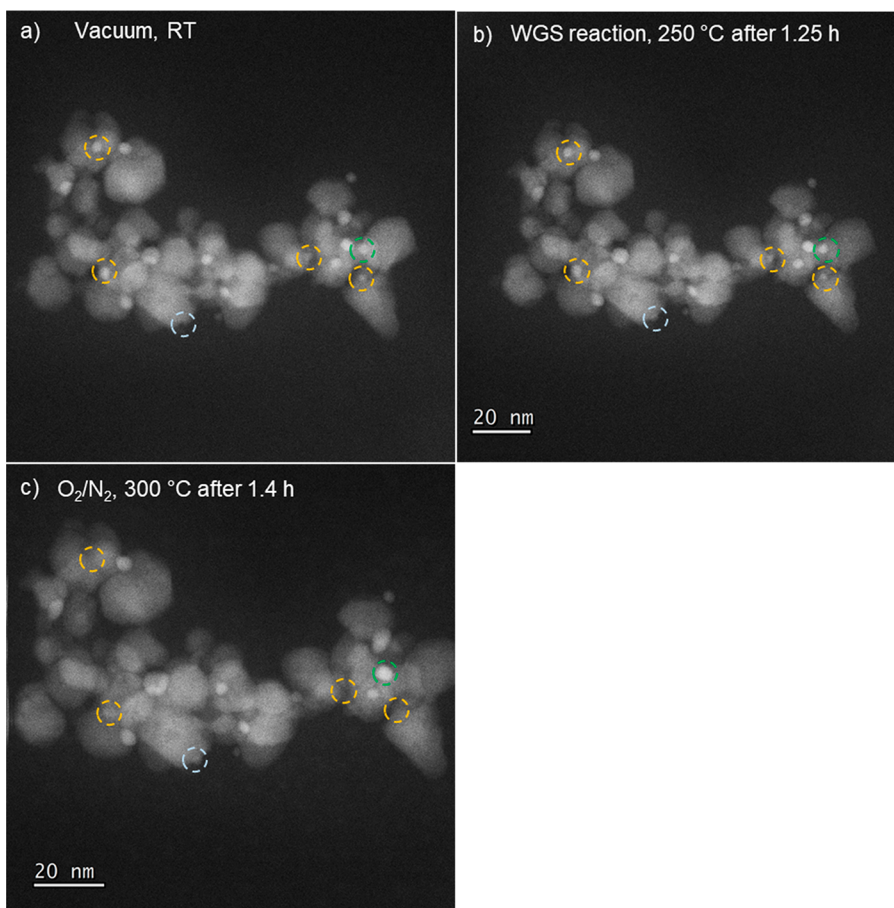 a) Vacuum, RT
b) WGS reaction, 250 °C after 1.25 h
20 nm
c) O₂/N₂, 300 °C after 1.4 h
20 nm